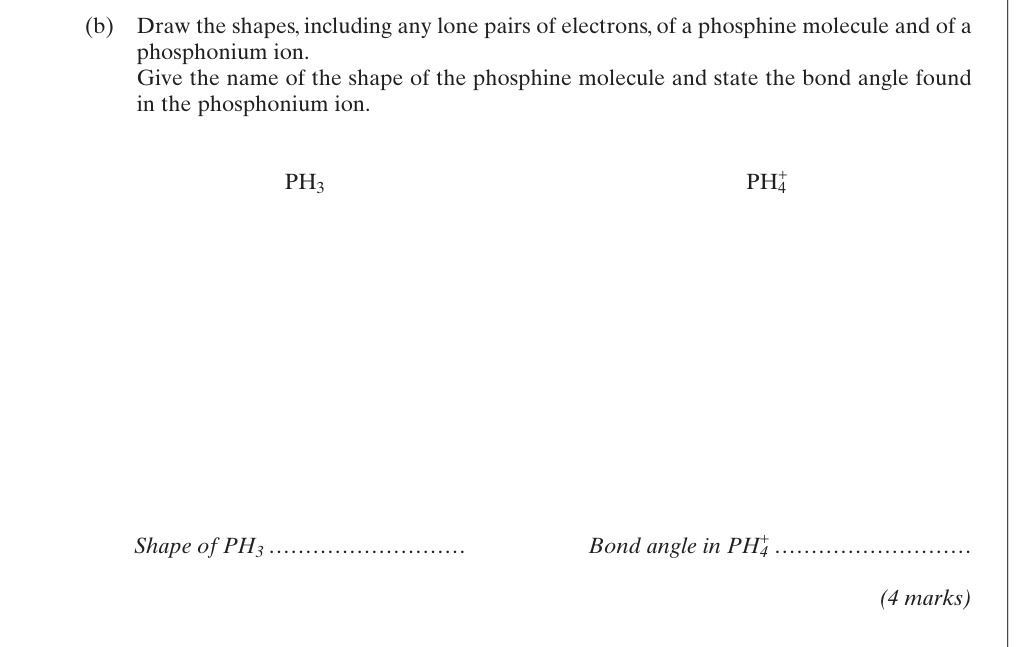 (b) Draw the shapes, including any lone pairs of electrons, of a phosphine molecule and of a
phosphonium ion.
Give the name of the shape of the phosphine molecule and state the bond angle found
in the phosphonium ion.
PH₃ PH₄⁺
Shape of PH₃ ........................... Bond angle in PH₄⁺ ...........................
(4 marks)